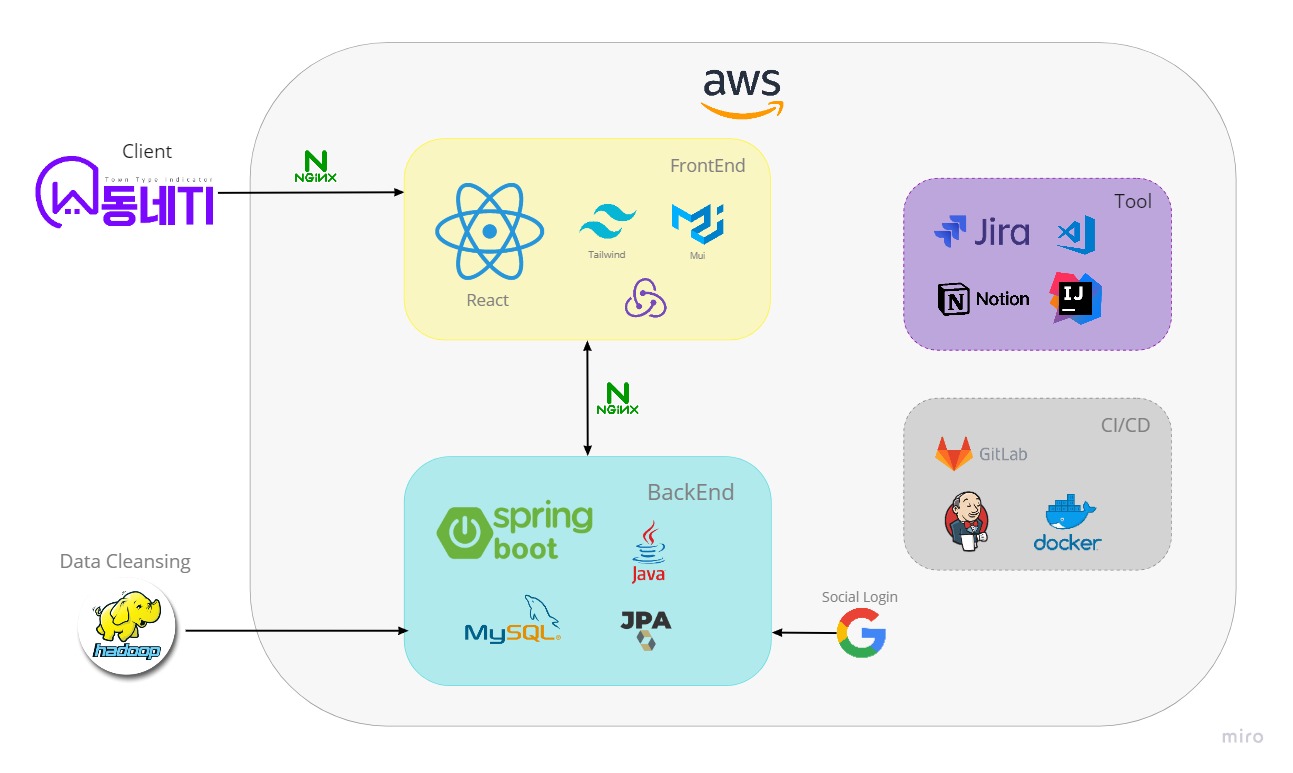 aws
Client
Town Type Indicator
동네TI
NGiNX
FrontEnd
React
Tailwind
Mui
Tool
Jira
Notion
IJ
NGiNX
CI/CD
GitLab
docker
BackEnd
spring
boot
Java
MySQL®
JPA
Data Cleansing
hadoop
Social Login
miro